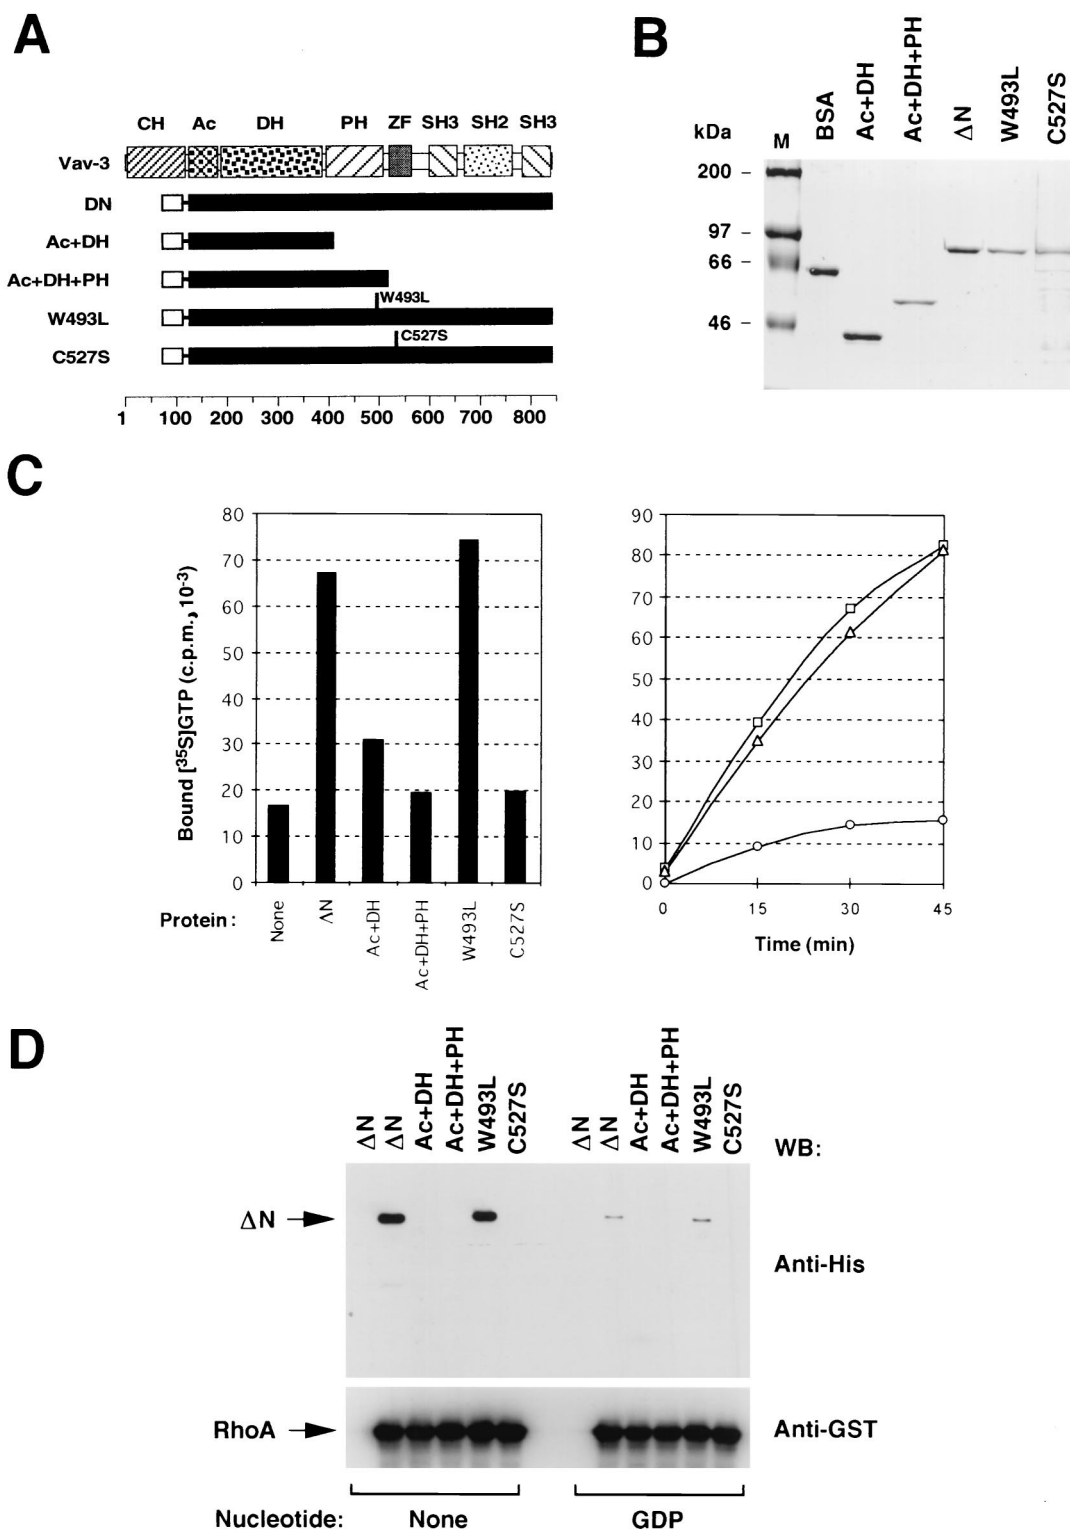 A
CH Ac DH PH ZF SH3 SH2 SH3
Vav-3
DN
Ac+DH
Ac+DH+PH
W493L
W493L
C527S
C527S
1 100 200 300 400 500 600 700 800
B
kDa
M
BSA
Ac+DH
Ac+DH+PH
ΔN
W493L
C527S
200 –
97 –
66 –
46 –
C
Bound [35S]GTP (c.p.m., 10-3)
80
70
60
50
40
30
20
10
0
Protein :
None
ΔN
Ac+DH
Ac+DH+PH
W493L
C527S
90
80
70
60
50
40
30
20
10
0
0 15 30 45
Time (min)
D
ΔN
ΔN
Ac+DH
Ac+DH+PH
W493L
C527S
ΔN
ΔN
Ac+DH
Ac+DH+PH
W493L
C527S
WB:
ΔN
Anti-His
RhoA
Anti-GST
Nucleotide: None GDP